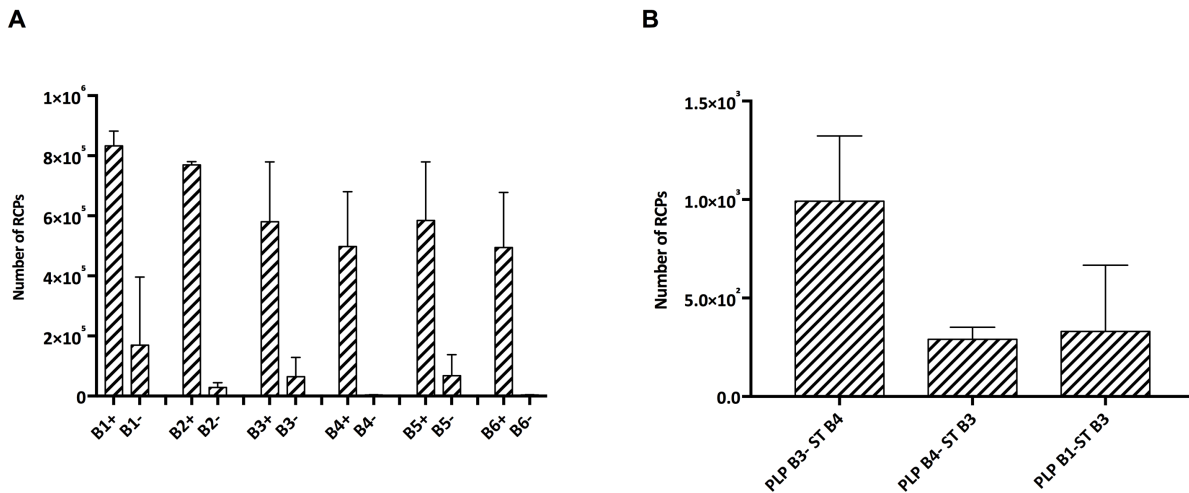 A
Number of RCPs
1×10⁶
8×10⁵
6×10⁵
4×10⁵
2×10⁵
0
B1+ B1- B2+ B2- B3+ B3- B4+ B4- B5+ B5- B6+ B6-
B
Number of RCPs
1.5×10³
1.0×10³
5.0×10²
0.0
PLP B3- ST B4
PLP B4- ST B3
PLP B1-ST B3